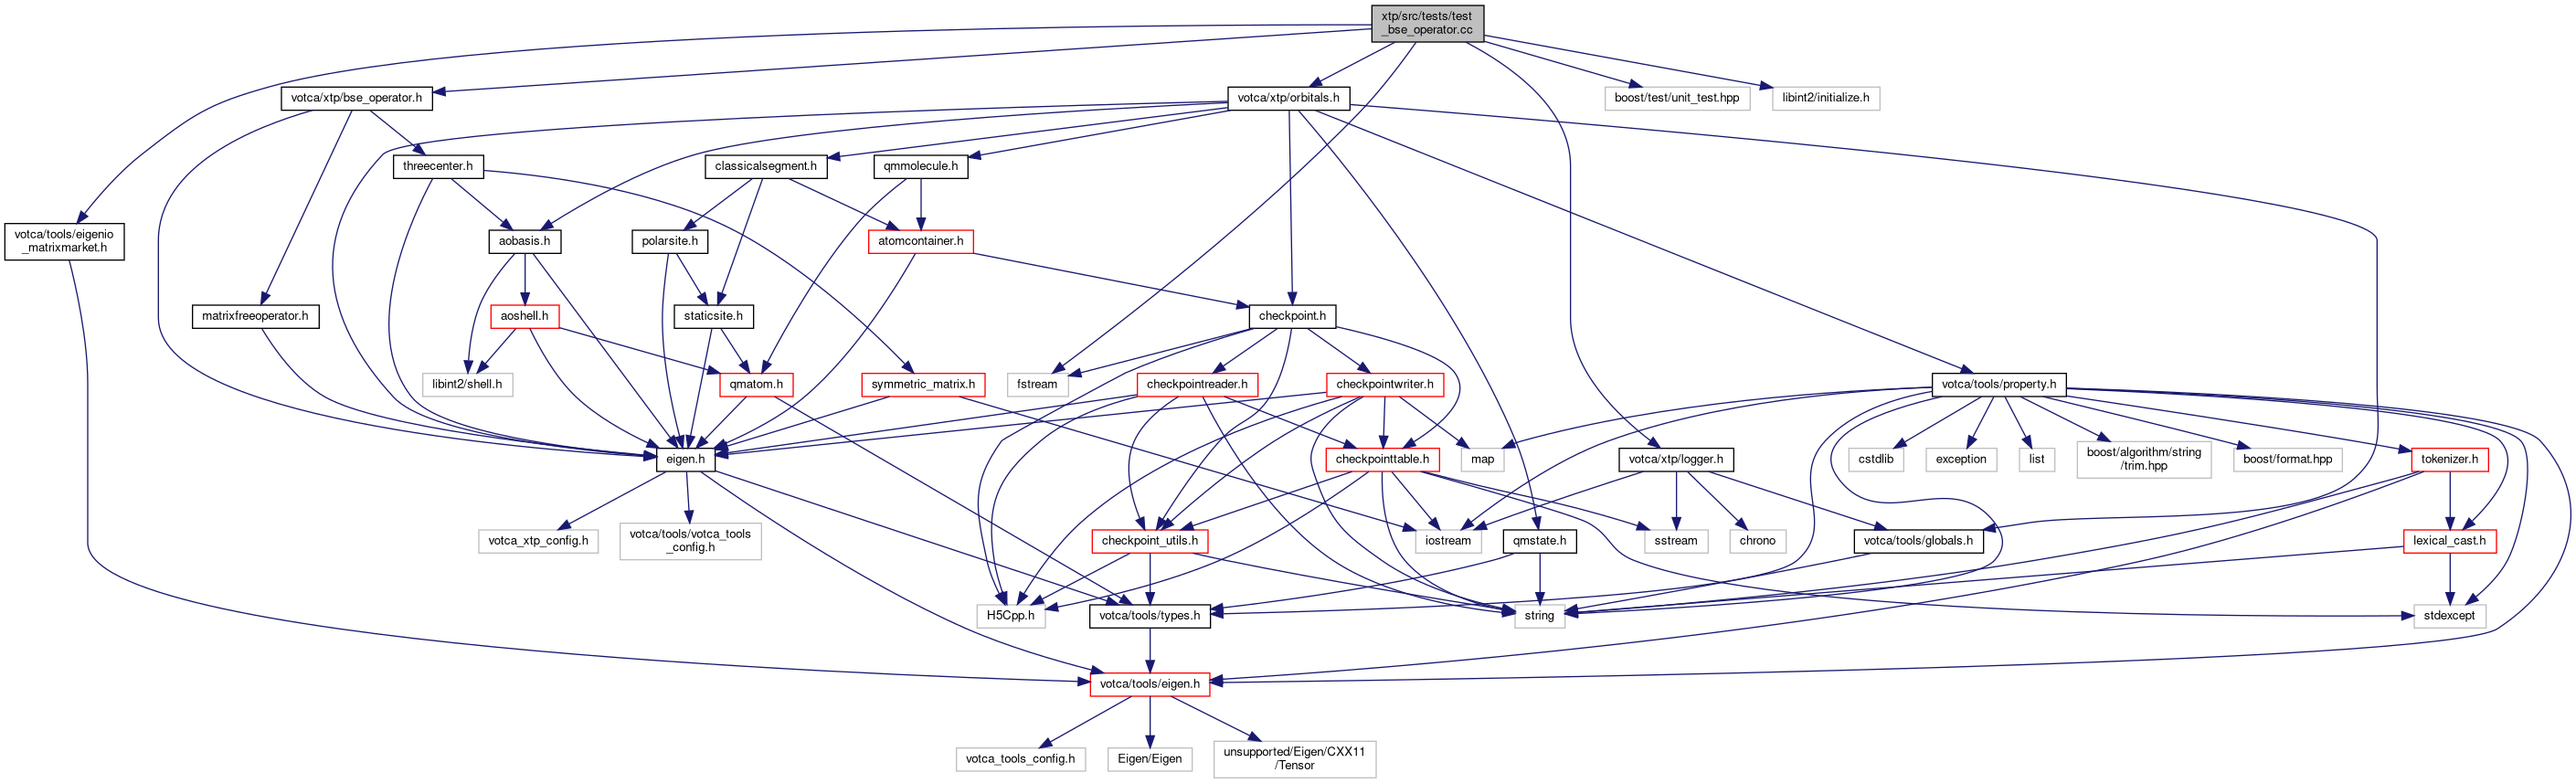 xtp/src/tests/test
_bse_operator.cc
votca/xtp/bse_operator.h
votca/xtp/orbitals.h
boost/test/unit_test.hpp
libint2/initialize.h
threecenter.h
classicalsegment.h
qmmolecule.h
votca/tools/eigenio
_matrixmarket.h
aobasis.h
polarsite.h
atomcontainer.h
matrixfreeoperator.h
aoshell.h
staticsite.h
checkpoint.h
libint2/shell.h
qmatom.h
symmetric_matrix.h
fstream
checkpointreader.h
checkpointwriter.h
votca/tools/property.h
eigen.h
checkpointtable.h
map
votca/xtp/logger.h
cstdlib
exception
list
boost/algorithm/string
/trim.hpp
boost/format.hpp
tokenizer.h
votca_xtp_config.h
votca/tools/votca_tools
_config.h
checkpoint_utils.h
iostream
qmstate.h
sstream
chrono
votca/tools/globals.h
lexical_cast.h
H5Cpp.h
votca/tools/types.h
string
stdexcept
votca/tools/eigen.h
votca_tools_config.h
Eigen/Eigen
unsupported/Eigen/CXX11
/Tensor